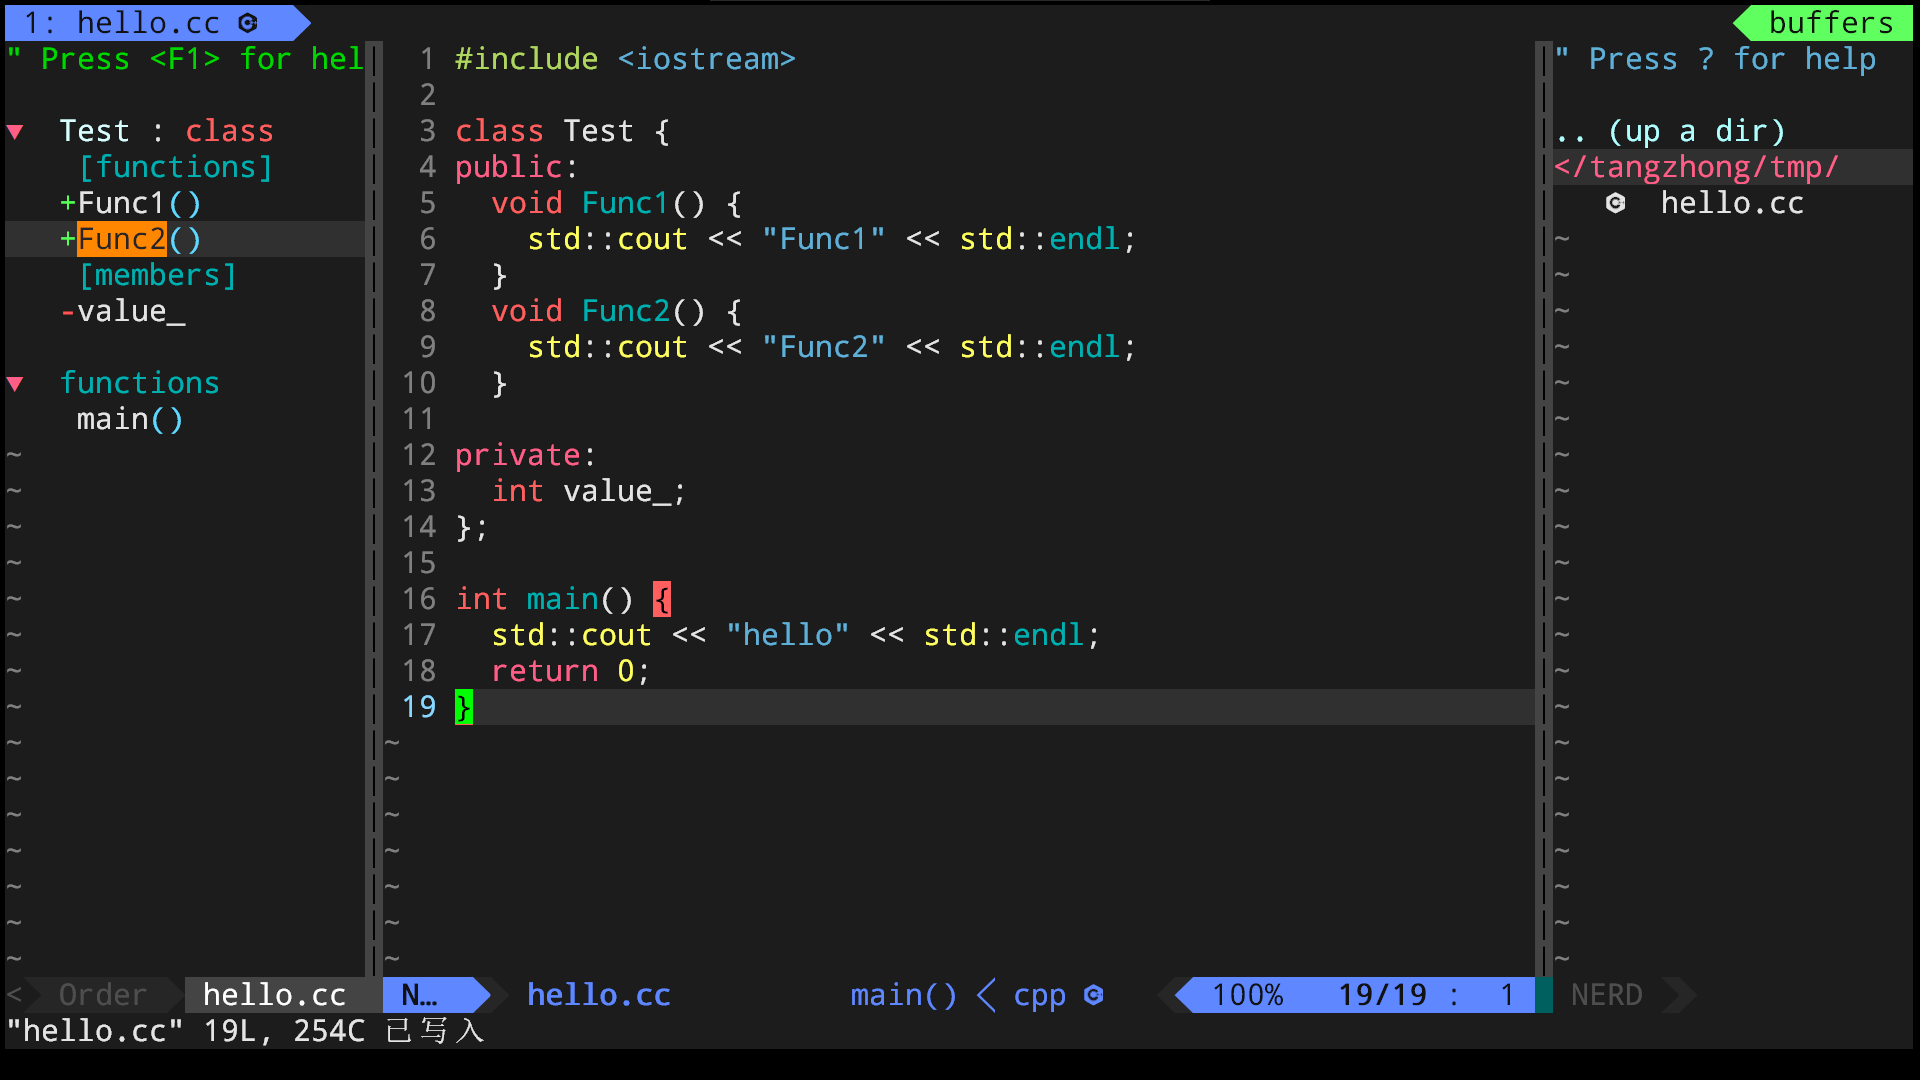 1: hello.cc
buffers
" Press <F1> for hel
▼ Test : class
[functions]
+Func1()
+Func2()
[members]
-value_
▼ functions
main()
1 #include <iostream>
2
3 class Test {
4 public:
5   void Func1() {
6     std::cout << "Func1" << std::endl;
7   }
8   void Func2() {
9     std::cout << "Func2" << std::endl;
10   }
11
12 private:
13   int value_;
14 };
15
16 int main() {
17   std::cout << "hello" << std::endl;
18   return 0;
19 }
" Press ? for help
.. (up a dir)
</tangzhong/tmp/
hello.cc
< Order hello.cc N… hello.cc main() cpp 100% 19/19 : 1 NERD
"hello.cc" 19L, 254C 已写入